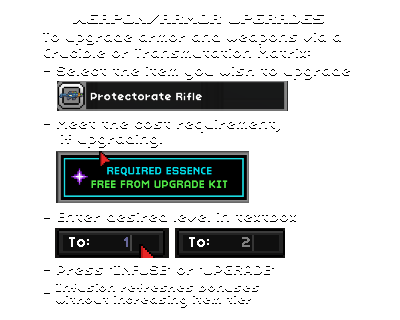 WEAPON/ARMOR UPGRADES
To upgrade armor and weapons via a
Crucible or Transmutation Matrix:
- Select the item you wish to upgrade
Protectorate Rifle
- Meet the cost requirement,
if upgrading.
REQUIRED ESSENCE
FREE FROM UPGRADE KIT
- Enter desired level in textbox
To: 1 To: 2
- Press "INFUSE" or "UPGRADE"
- Infusion refreshes bonuses
without increasing item tier